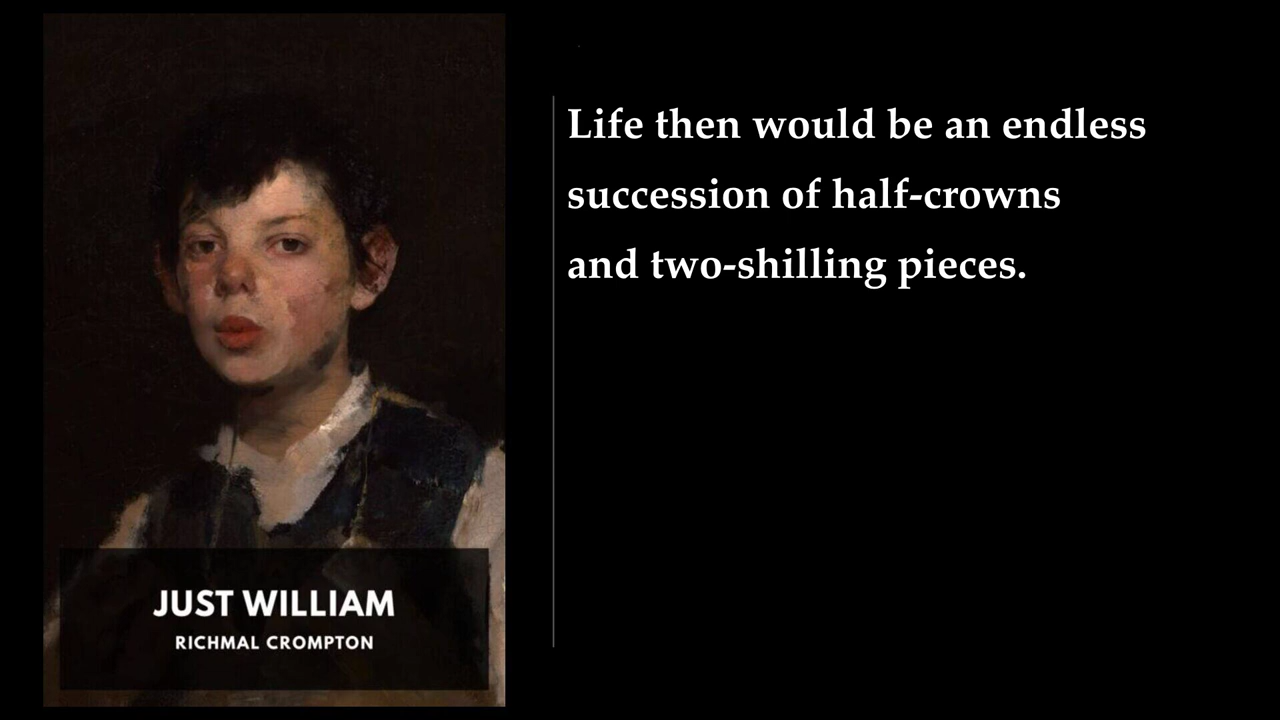 Life then would be an endless
succession of half-crowns
and two-shilling pieces.
JUST WILLIAM
RICHMAL CROMPTON